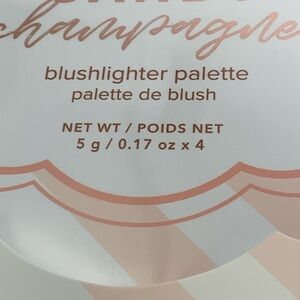 champagne
blushlighter palette
palette de blush
NET WT / POIDS NET
5 g / 0.17 oz x 4